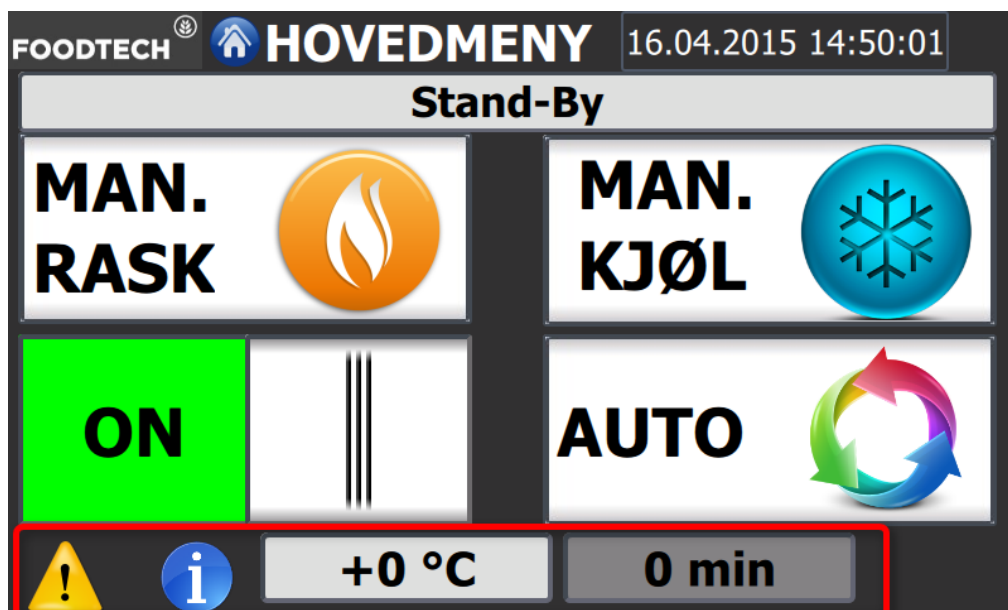 FOODTECH® HOVEDMENY 16.04.2015 14:50:01
Stand-By
MAN.
RASK
MAN.
KJØL
ON
AUTO
! i +0 °C 0 min